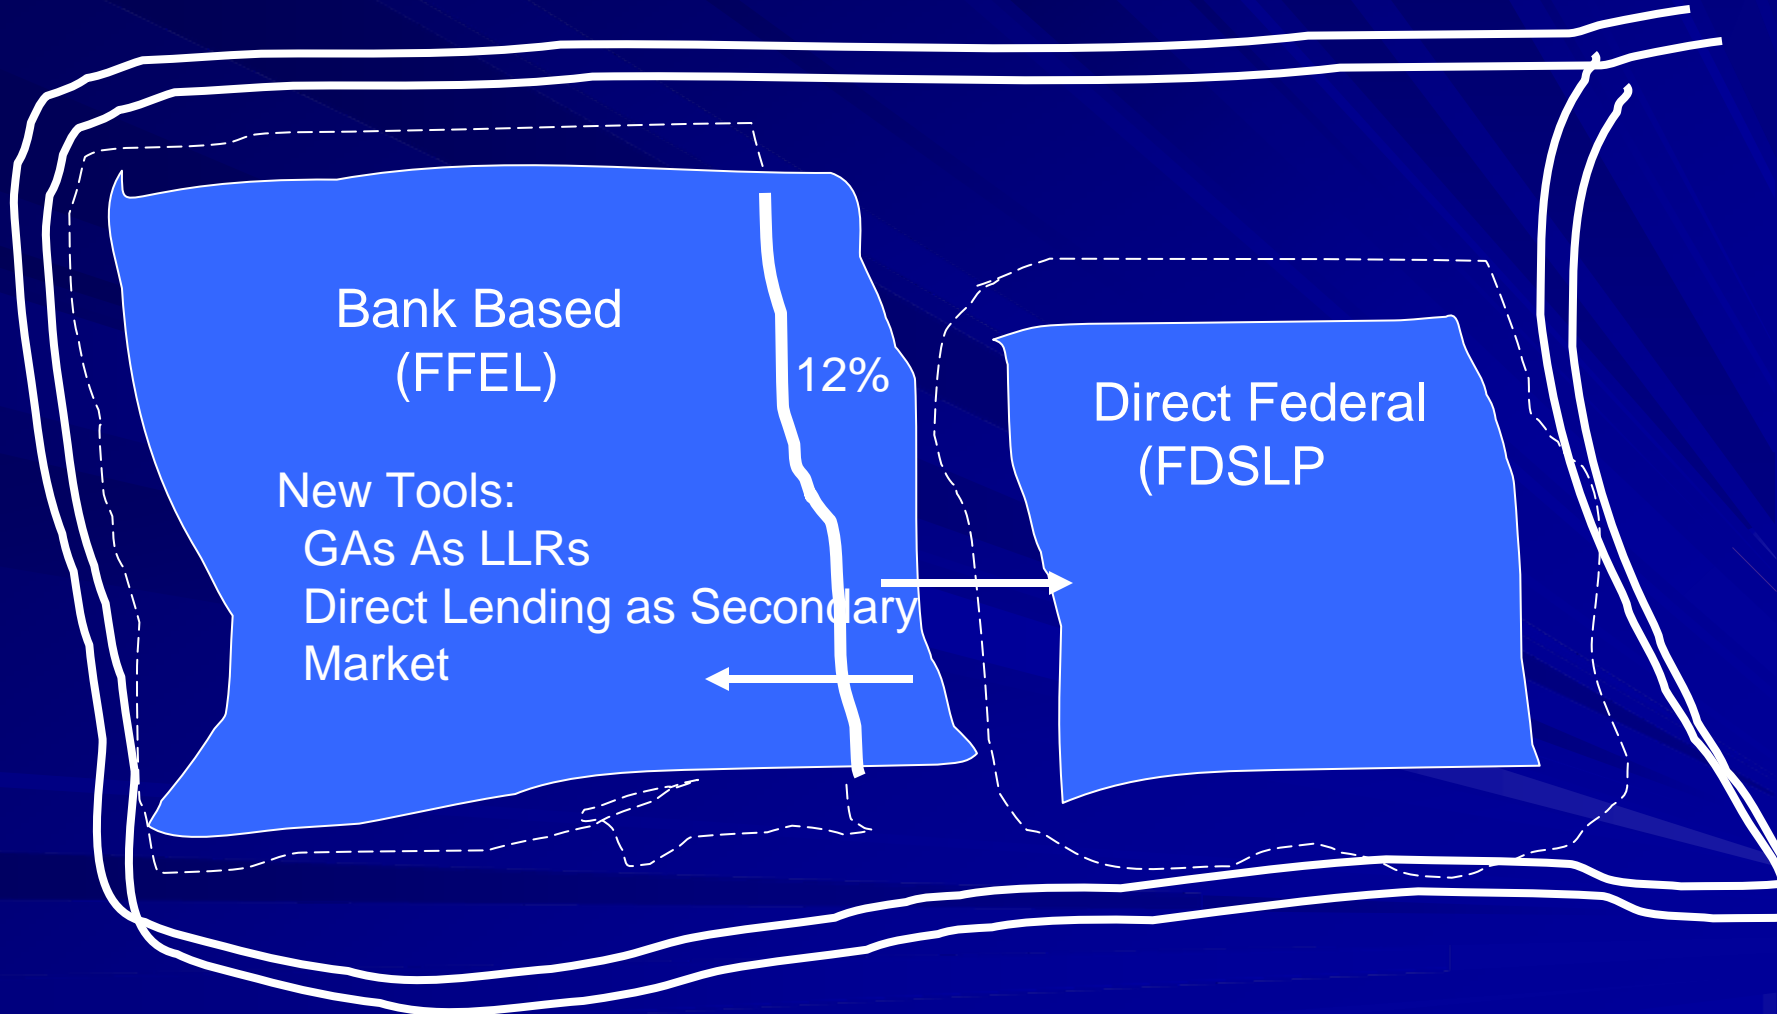 Bank Based
(FFEL)
12%
New Tools:
GAs As LLRs
Direct Lending as Secondary
Market
Direct Federal
(FDSLP